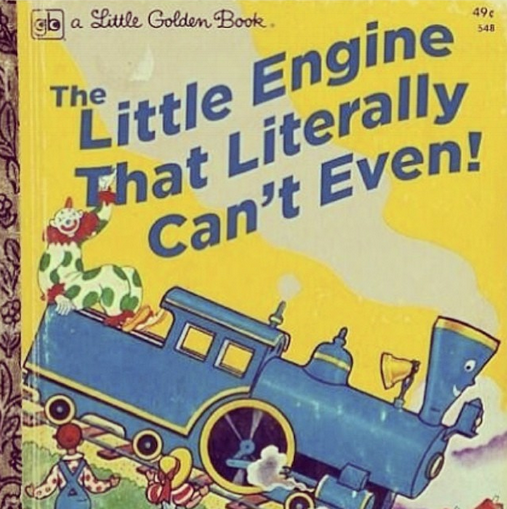 gb
a Little Golden Book®
49¢
548
The
Little Engine
That Literally
Can't Even!